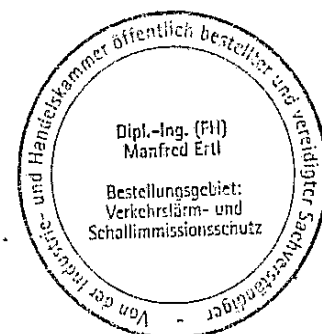 Von der Industrie- und Handelskammer öffentlich bestellter und vereidigter Sachverständiger -
Dipl.-Ing. (FH)
Manfred Ertl
Bestellungsgebiet:
Verkehrslärm- und
Schallimmissionsschutz